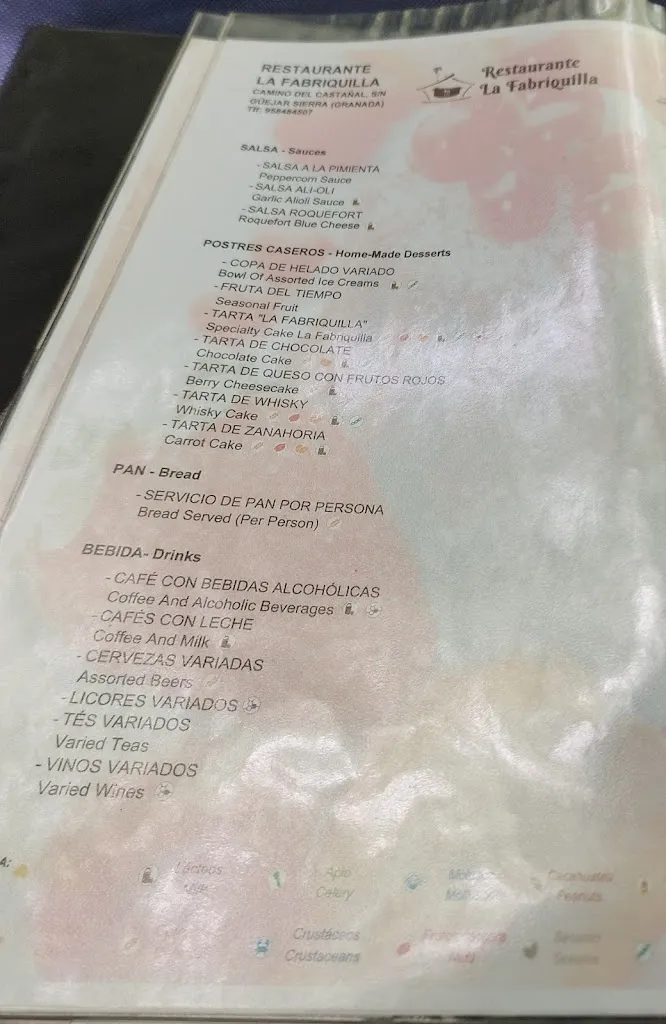 RESTAURANTE
LA FABRIQUILLA
CAMINO DEL CASTAÑAL, S/N
GÜEJAR SIERRA (GRANADA)
Restaurante
La Fabriquilla
SALSA - Sauces
-SALSA A LA PIMIENTA
Peppercorn Sauce
-SALSA ALI-OLI
Garlic Alioli Sauce
-SALSA ROQUEFORT
Roquefort Blue Cheese
POSTRES CASEROS - Home-Made Desserts
- COPA DE HELADO VARIADO
Bowl Of Assorted Ice Creams
-FRUTA DEL TIEMPO
Seasonal Fruit
- TARTA "LA FABRIQUILLA"
Specialty Cake La Fabriquilla
- TARTA DE CHOCOLATE
Chocolate Cake
- TARTA DE QUESO CON FRUTOS ROJOS
Berry Cheesecake
- TARTA DE WHISKY
Whisky Cake
- TARTA DE ZANAHORIA
Carrot Cake
PAN - Bread
- SERVICIO DE PAN POR PERSONA
Bread Served (Per Person)
BEBIDA- Drinks
- CAFÉ CON BEBIDAS ALCOHÓLICAS
Coffee And Alcoholic Beverages
- CAFÉS CON LECHE
Coffee And Milk
- CERVEZAS VARIADAS
Assorted Beers
- LICORES VARIADOS
- TÉS VARIADOS
Varied Teas
- VINOS VARIADOS
Varied Wines
A:
Lácteos
Milk
Apio
Celery
Cacahuetes
Peanuts
Crustáseos
Crustaceans